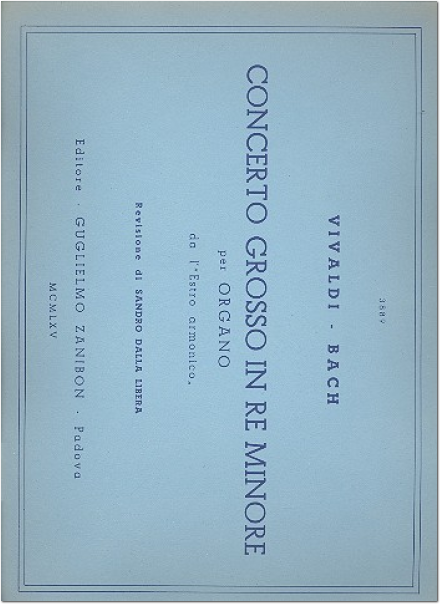 3889
VIVALDI - BACH
CONCERTO GROSSO IN RE MINORE
per ORGANO
da l'"Estro armonico"
Revisione di SANDRO DALLA LIBERA
Editore · GUGLIELMO ZANIBON · Padova
MCMLXV